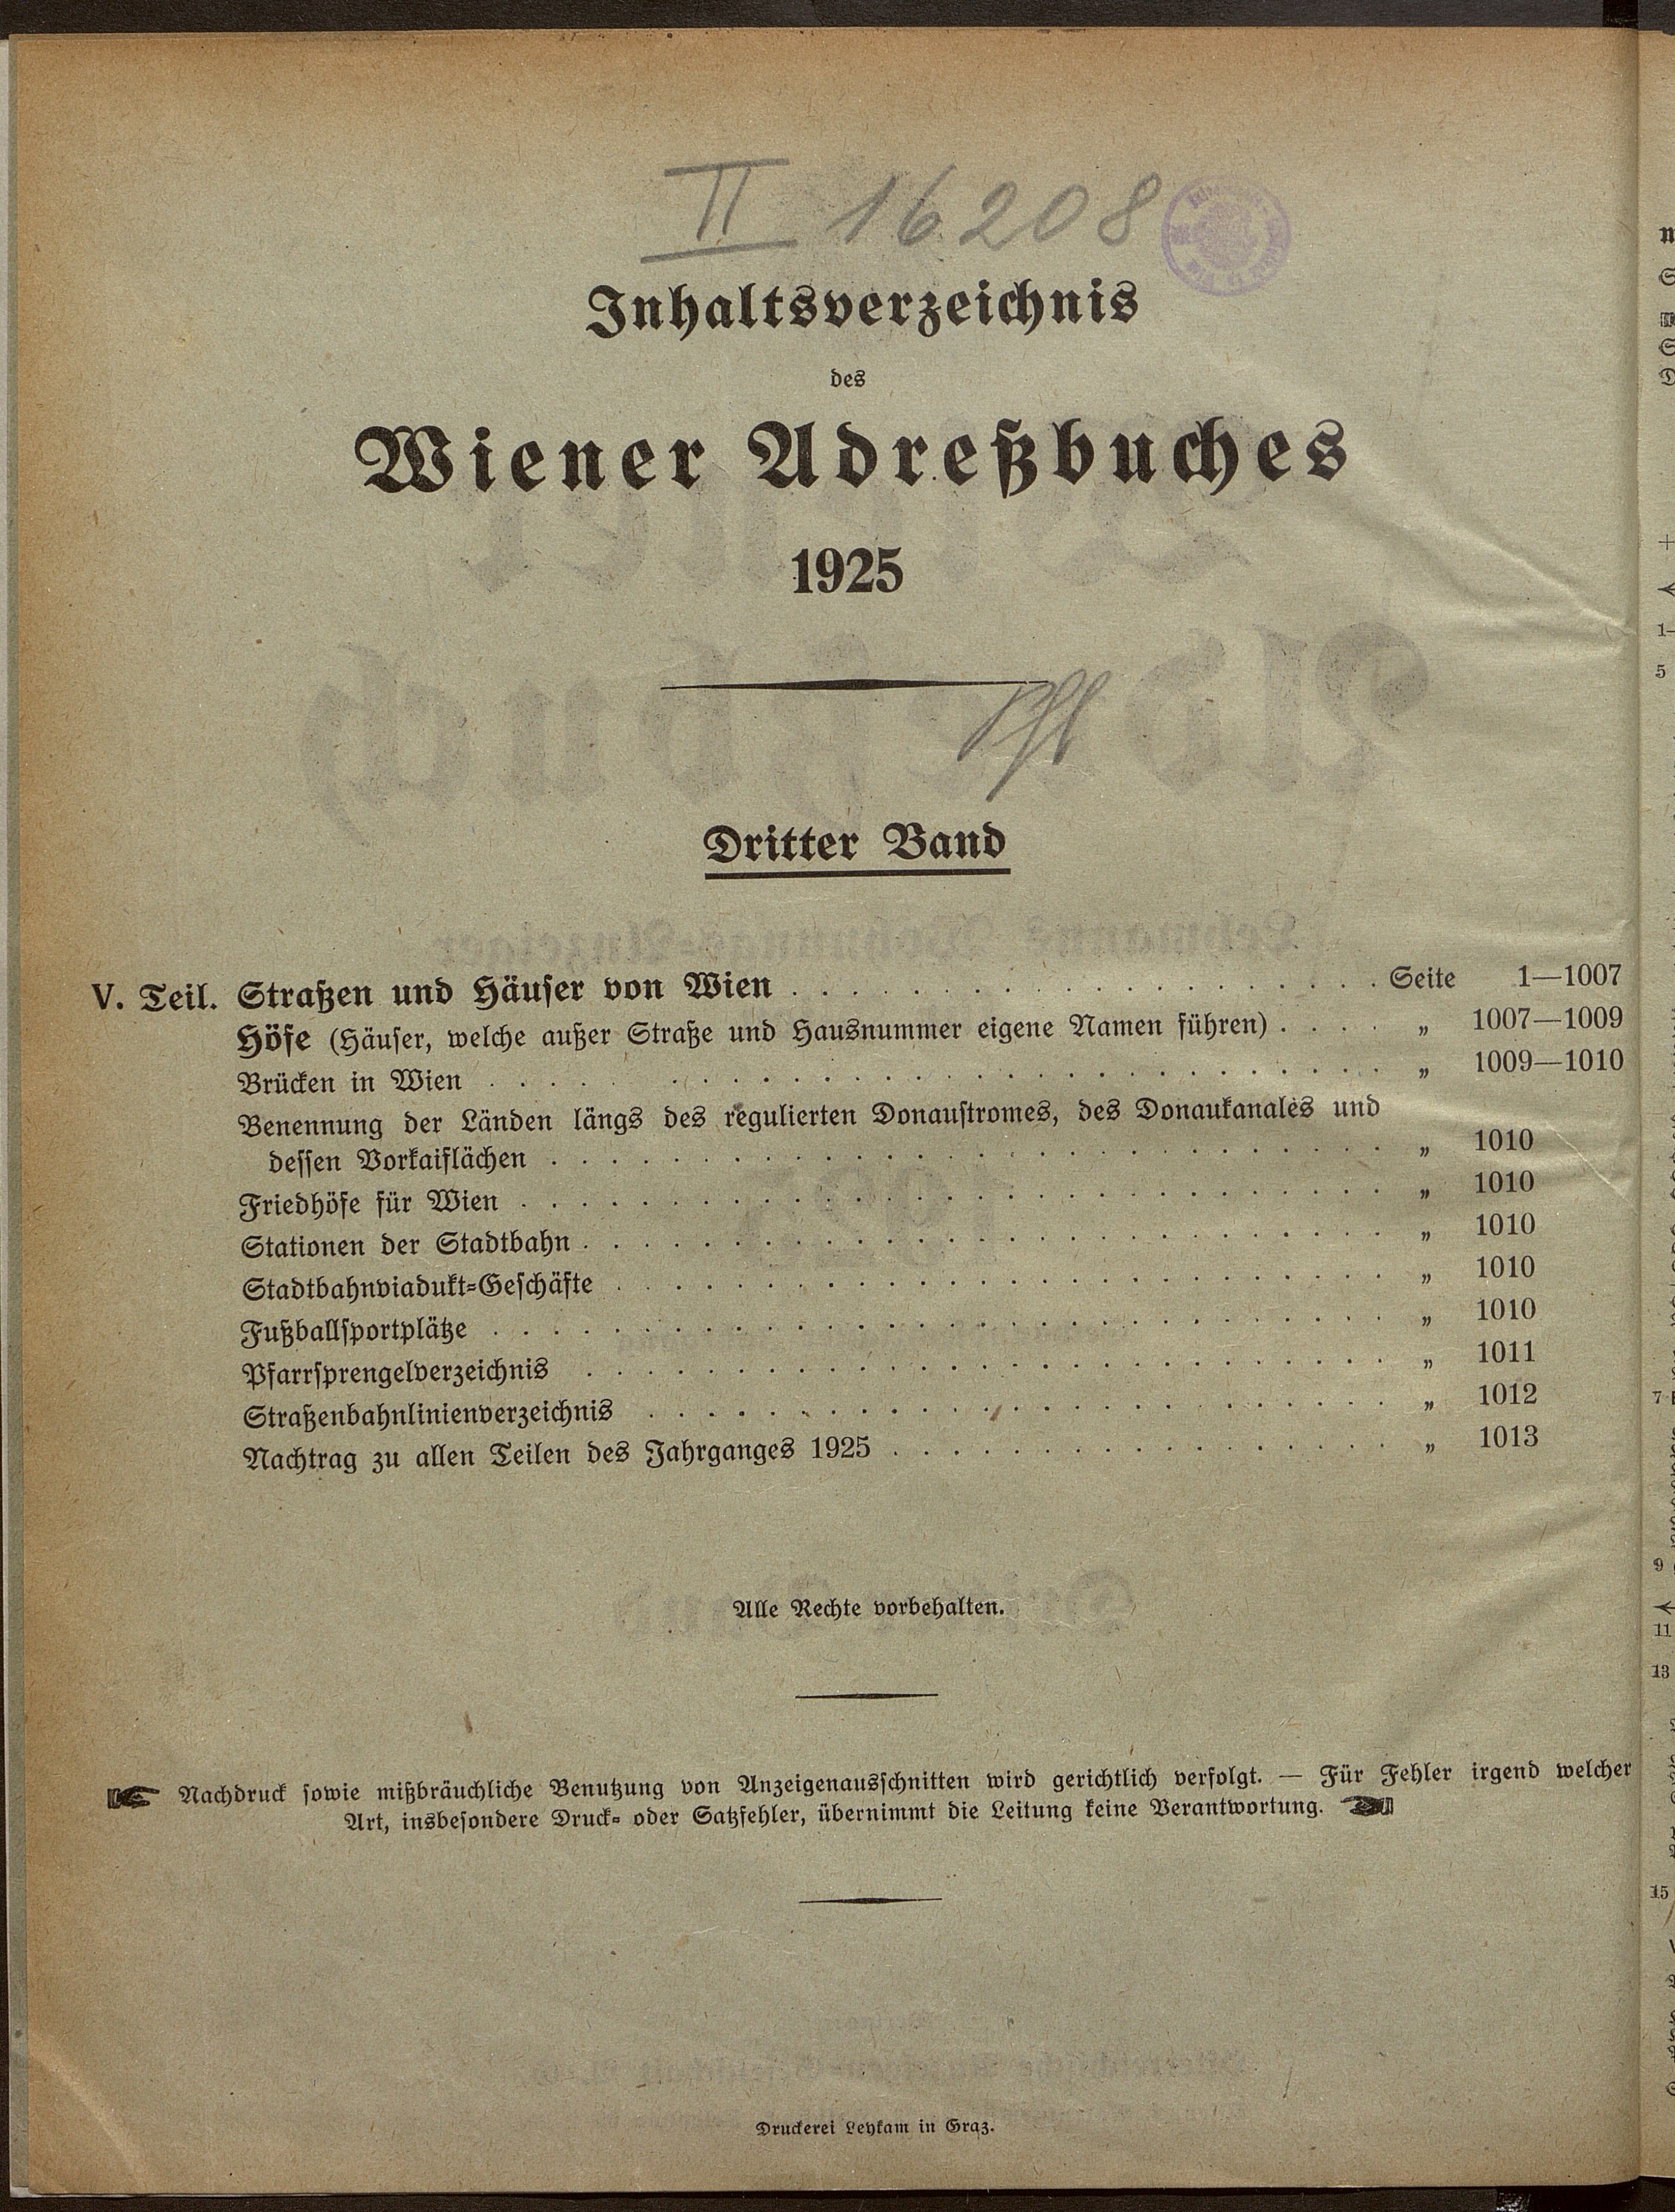 II 16208
Inhaltsverzeichnis
des
Wiener Adreßbuches
1925
Dritter Band
V. Teil. Straßen und Häuser von Wien . . . . . . . . . . . . . . . . . . . . Seite 1—1007
Höfe (Häuser, welche außer Straße und Hausnummer eigene Namen führen) . . . . „ 1007—1009
Brücken in Wien . . . . . . . . . . . . . . . . . . . . . . . . . . . . . . „ 1009—1010
Benennung der Länden längs des regulierten Donaustromes, des Donaukanales und
dessen Vorkaiflächen . . . . . . . . . . . . . . . . . . . . . . . . . . . . „ 1010
Friedhöfe für Wien . . . . . . . . . . . . . . . . . . . . . . . . . . . . . „ 1010
Stationen der Stadtbahn . . . . . . . . . . . . . . . . . . . . . . . . . . . „ 1010
Stadtbahnviadukt-Geschäfte . . . . . . . . . . . . . . . . . . . . . . . . . . „ 1010
Fußballsportplätze . . . . . . . . . . . . . . . . . . . . . . . . . . . . . . „ 1010
Pfarrsprengelverzeichnis . . . . . . . . . . . . . . . . . . . . . . . . . . . „ 1011
Straßenbahnlinienverzeichnis . . . . . . . . . . . . . . . . . . . . . . . . . „ 1012
Nachtrag zu allen Teilen des Jahrganges 1925 . . . . . . . . . . . . . . . . . „ 1013
Alle Rechte vorbehalten.
Nachdruck sowie mißbräuchliche Benutzung von Anzeigenausschnitten wird gerichtlich verfolgt. — Für Fehler irgend welcher
Art, insbesondere Druck- oder Satzfehler, übernimmt die Leitung keine Verantwortung.
Druckerei Leykam in Graz.